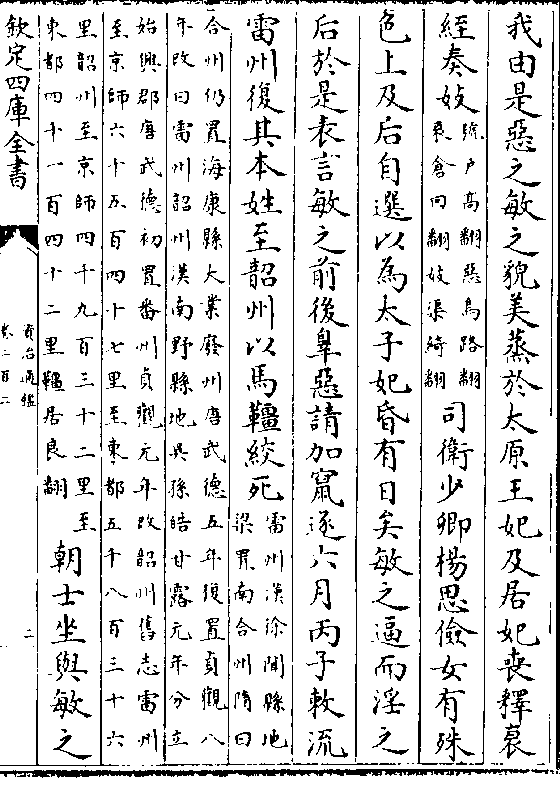 我由是惡之敏之貌美蒸於太原王妃及居妃喪釋衰
絰奏妓號戶高翻惡烏路翻
衰倉回翻妓渠綺翻司衛少卿楊思儉女有殊
色上及后自選以為太子妃昏有日矣敏之逼而淫之
后於是表言敏之前後辠惡請加竄逐六月丙子敕流
雷州復其本姓至韶州以馬韁絞死雷州漢徐聞縣地
梁置南合州隋曰
合州仍置海康縣大業廢州唐武德五年復置貞觀八
年改曰雷州韶州漢南野縣地吳孫皓甘露元年分立
始興郡唐武德初置番州貞觀元年改韶州舊志雷州
至京師六千五百四十七里至東都五千八百三十六
里韶州至京師四千九百三十二里至
東都四千一百四十二里韁居良翻朝士坐與敏之
欽定四庫全書
資治通鑑
卷二百二
二